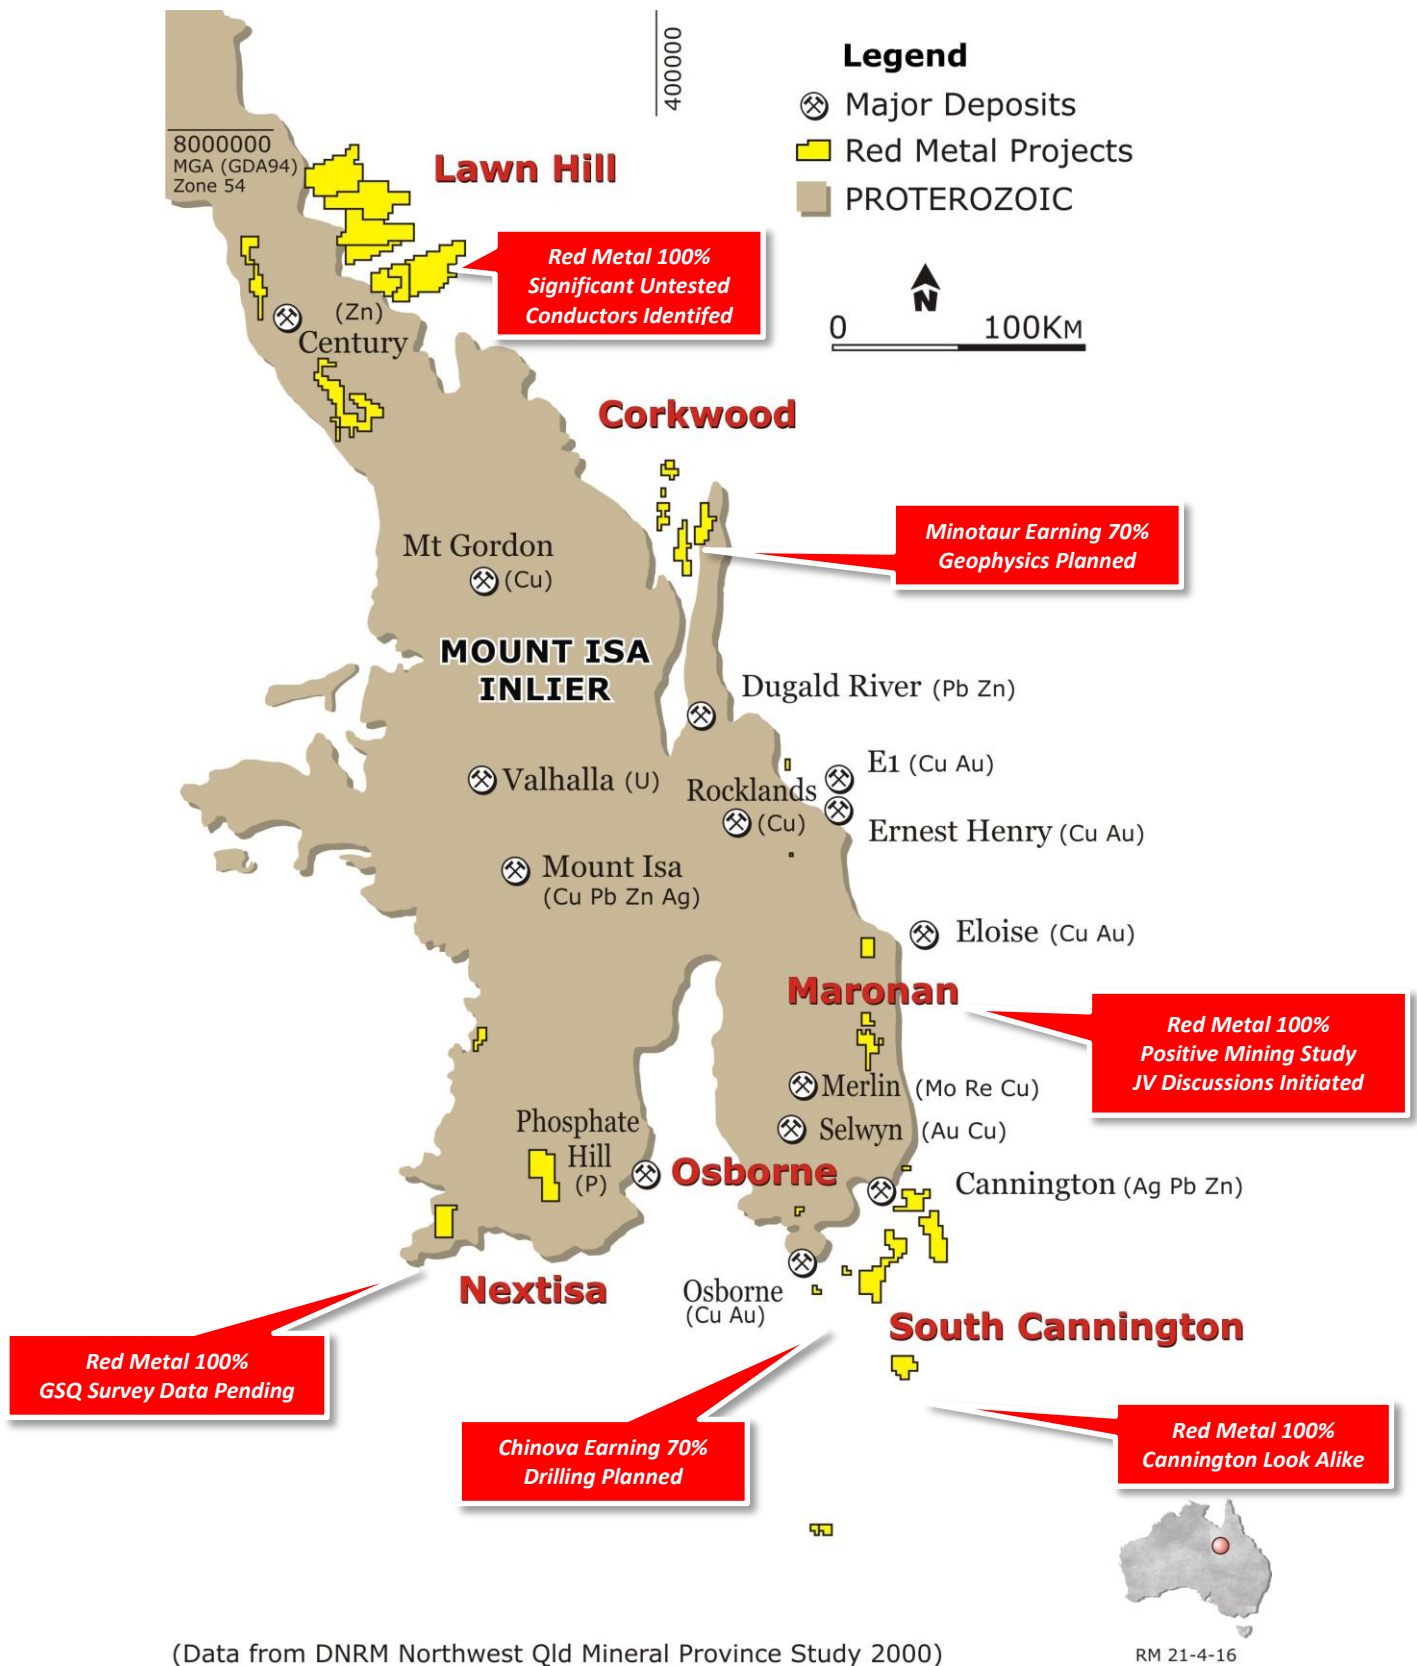 400000
Legend
Major Deposits
Red Metal Projects
PROTEROZOIC
8000000
MGA (GDA94)
Zone 54
Lawn Hill
Red Metal 100%
Significant Untested
Conductors Identifed
N
0 100KM
(Zn)
Century
Corkwood
Minotaur Earning 70%
Geophysics Planned
Mt Gordon
(Cu)
MOUNT ISA
INLIER
Dugald River (Pb Zn)
E1 (Cu Au)
Valhalla (U)
Rocklands
(Cu)
Ernest Henry (Cu Au)
Mount Isa
(Cu Pb Zn Ag)
Eloise (Cu Au)
Maronan
Red Metal 100%
Positive Mining Study
JV Discussions Initiated
Merlin (Mo Re Cu)
Selwyn (Au Cu)
Phosphate
Hill
(P)
Osborne
Cannington (Ag Pb Zn)
Nextisa
Osborne
(Cu Au)
South Cannington
Red Metal 100%
GSQ Survey Data Pending
Chinova Earning 70%
Drilling Planned
Red Metal 100%
Cannington Look Alike
(Data from DNRM Northwest Qld Mineral Province Study 2000)
RM 21-4-16